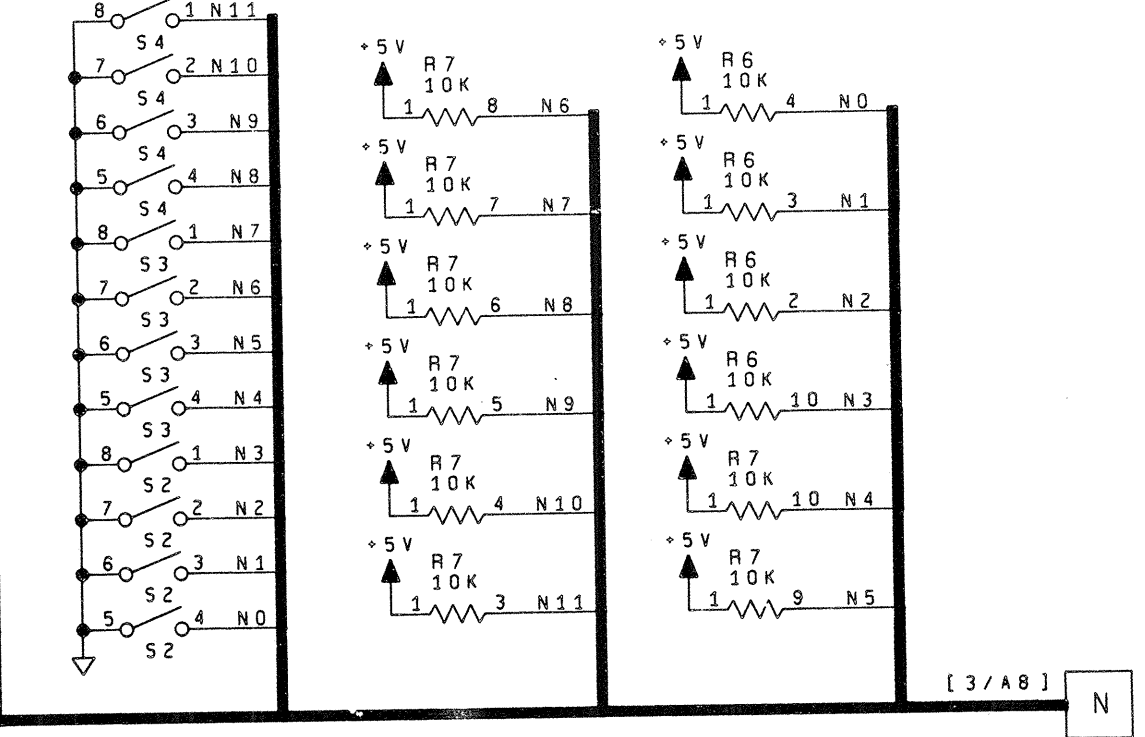 8 1 N11
S4
7 2 N10
S4
6 3 N9
S4
5 4 N8
S4
8 1 N7
S3
7 2 N6
S3
6 3 N5
S3
5 4 N4
S3
8 1 N3
S2
7 2 N2
S2
6 3 N1
S2
5 4 N0
S2
+5V
R7
10K
1 8 N6
+5V
R7
10K
1 7 N7
+5V
R7
10K
1 6 N8
+5V
R7
10K
1 5 N9
+5V
R7
10K
1 4 N10
+5V
R7
10K
1 3 N11
+5V
R6
10K
1 4 N0
+5V
R6
10K
1 3 N1
+5V
R6
10K
1 2 N2
+5V
R6
10K
1 10 N3
+5V
R7
10K
1 10 N4
+5V
R7
10K
1 9 N5
[3/A8]
N